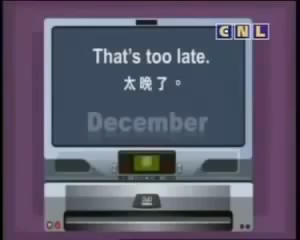 CNL
That's too late.
太晚了。
December